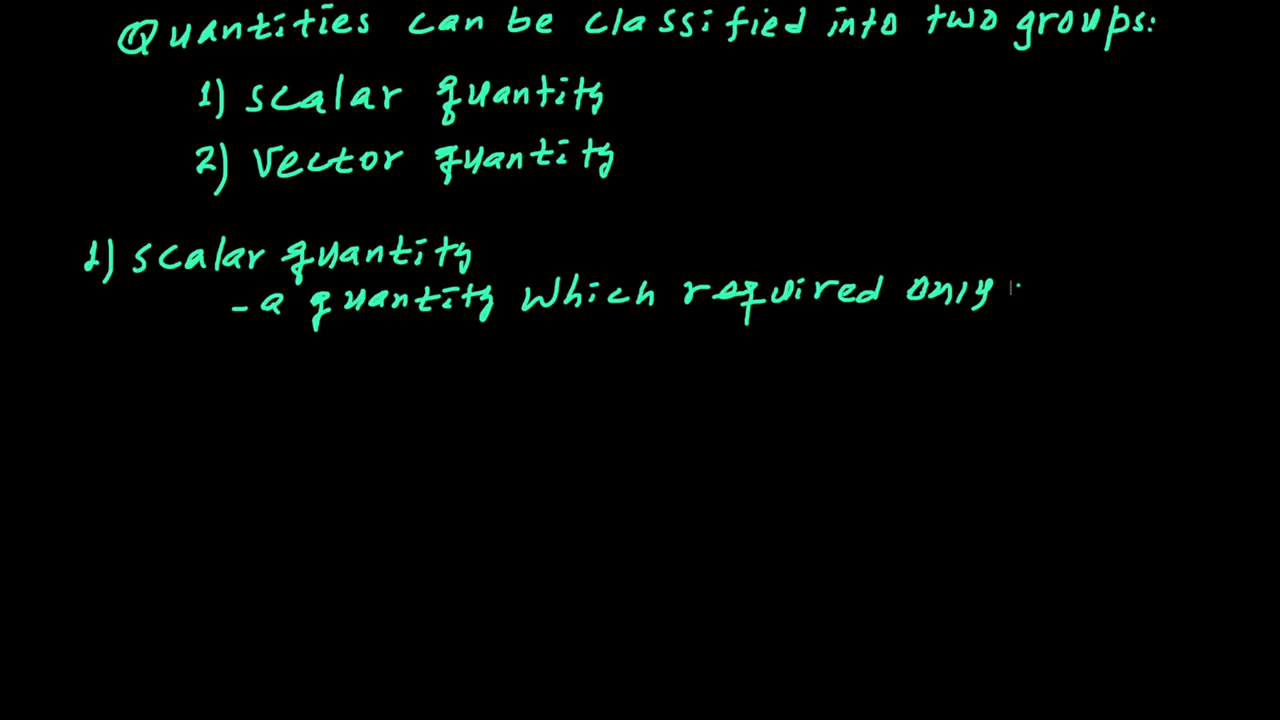 Quantities can be classified into two groups:
1) scalar quantity
2) Vector quantity
1) scalar quantity
- a quantity which required only